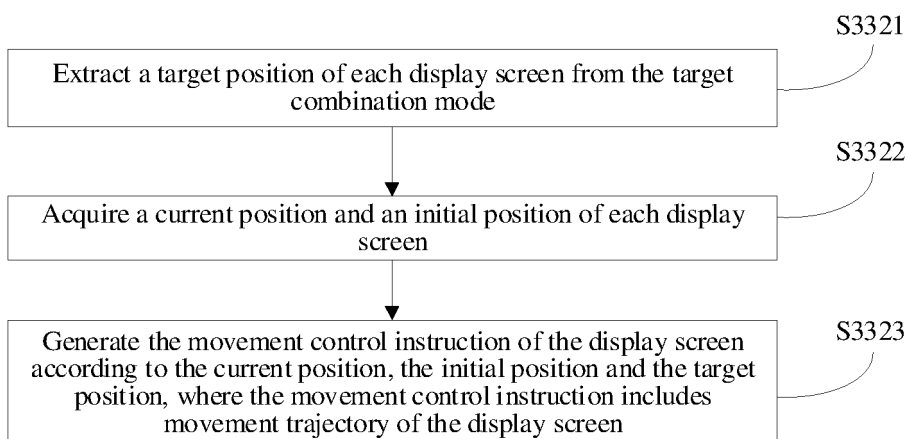 S3321
Extract a target position of each display screen from the target
combination mode
S3322
Acquire a current position and an initial position of each display
screen
S3323
Generate the movement control instruction of the display screen
according to the current position, the initial position and the target
position, where the movement control instruction includes
movement trajectory of the display screen